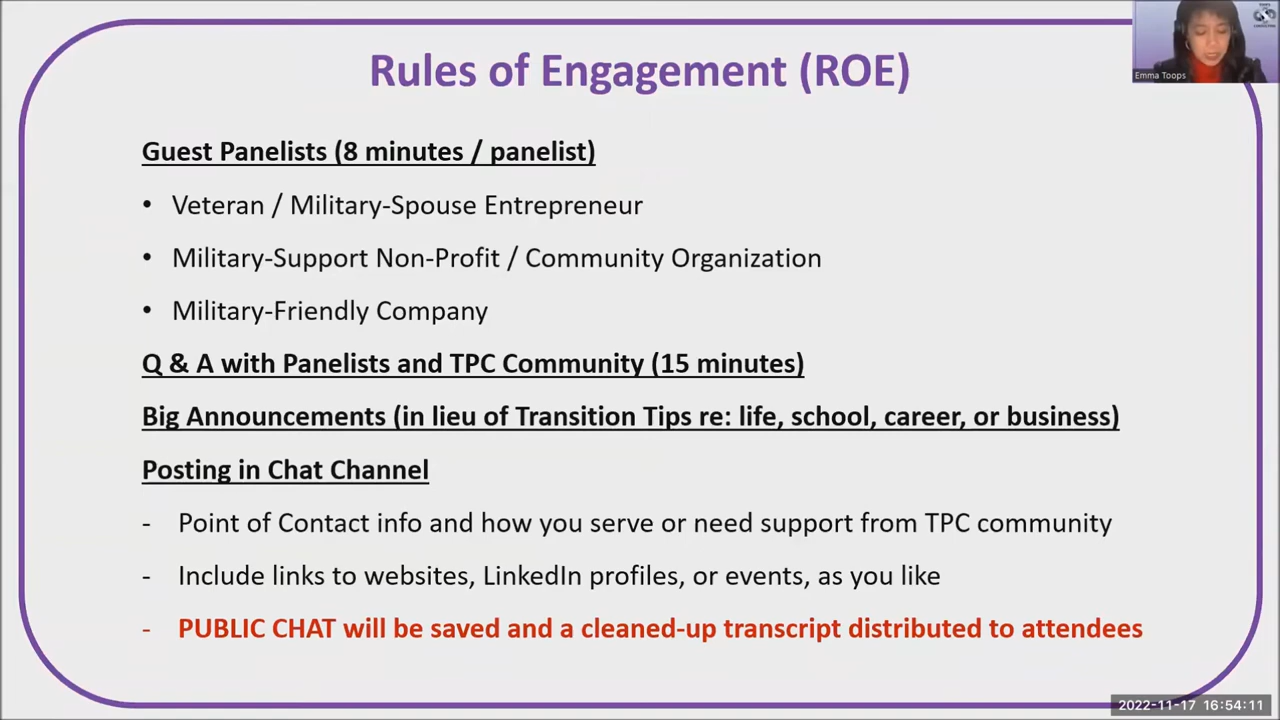 Rules of Engagement (ROE)
Emma Toops
Guest Panelists (8 minutes / panelist)
• Veteran / Military-Spouse Entrepreneur
• Military-Support Non-Profit / Community Organization
• Military-Friendly Company
Q & A with Panelists and TPC Community (15 minutes)
Big Announcements (in lieu of Transition Tips re: life, school, career, or business)
Posting in Chat Channel
- Point of Contact info and how you serve or need support from TPC community
- Include links to websites, LinkedIn profiles, or events, as you like
- PUBLIC CHAT will be saved and a cleaned-up transcript distributed to attendees
2022-11-17 16:54:11